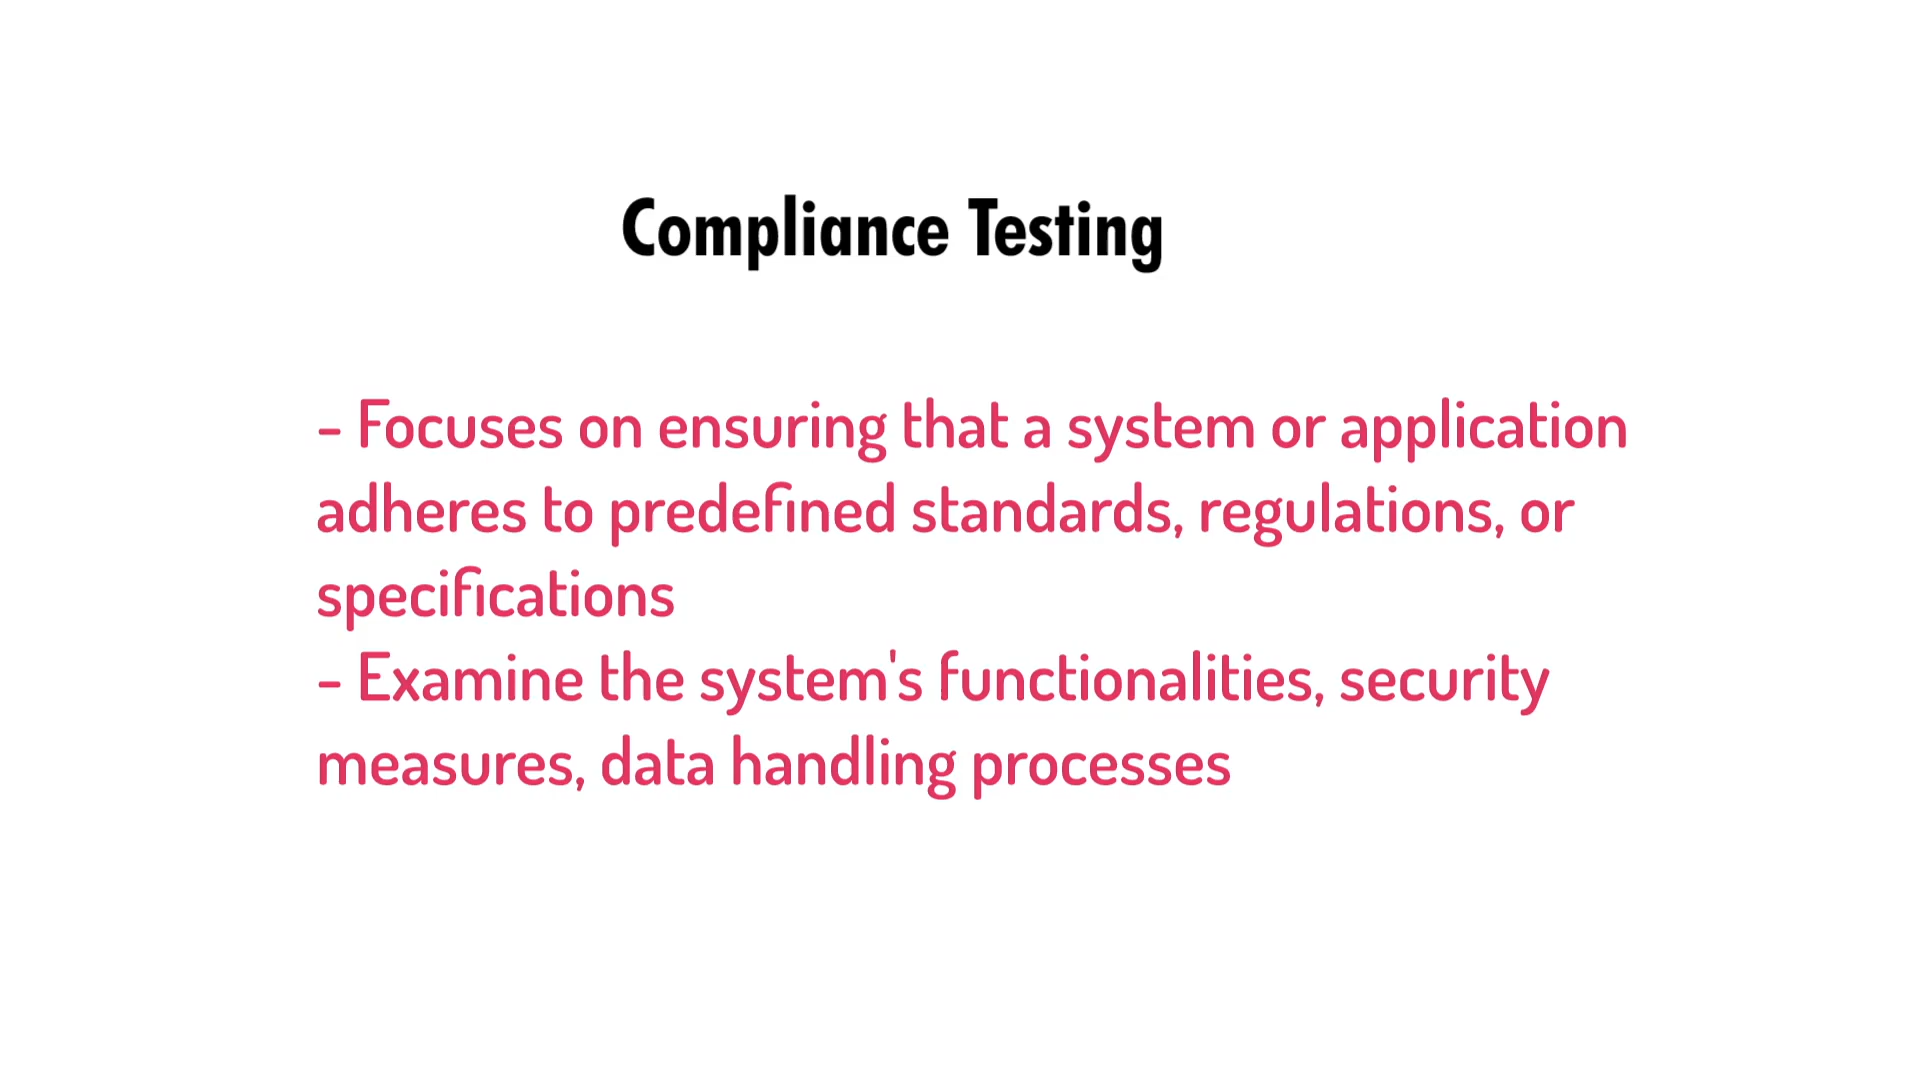 Compliance Testing
- Focuses on ensuring that a system or application
adheres to predefined standards, regulations, or
specifications
- Examine the system's functionalities, security
measures, data handling processes